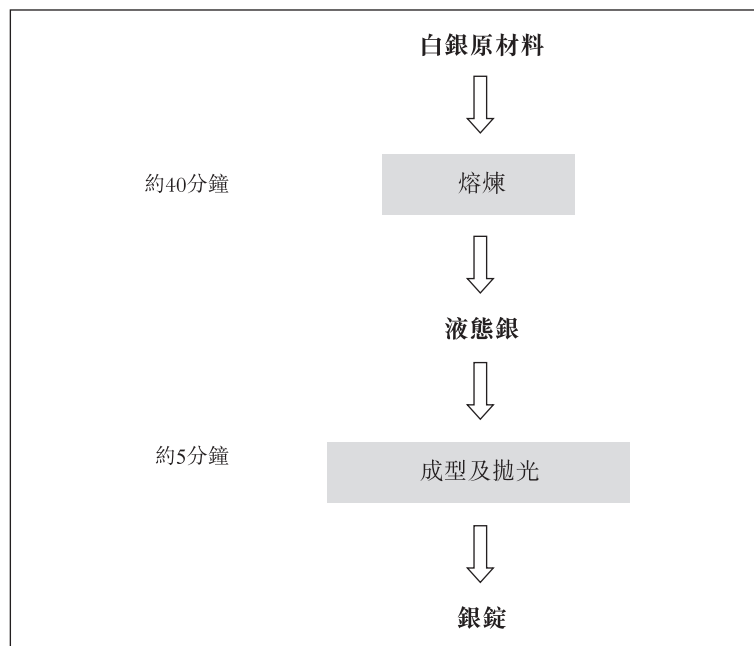 白銀原材料
約40分鐘
熔煉
液態銀
約5分鐘
成型及拋光
銀錠